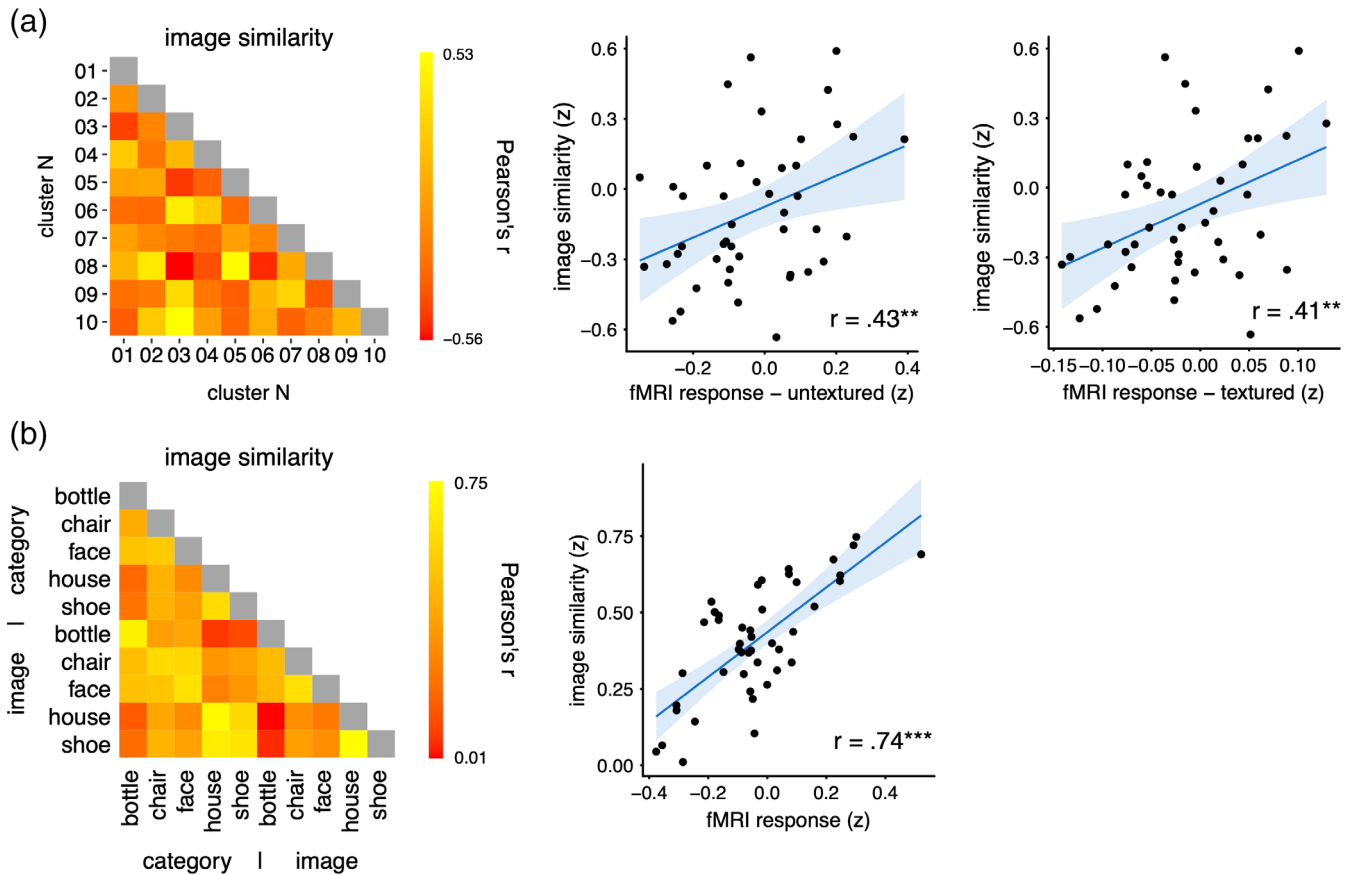 (a)
image similarity
01
02
03
04
05
06
07
08
09
10
cluster N
01 02 03 04 05 06 07 08 09 10
cluster N
0.53
−0.56
Pearson's r
0.6
0.3
0.0
−0.3
−0.6
image similarity (z)
r = .43**
−0.2 0.0 0.2 0.4
fMRI response − untextured (z)
0.6
0.3
0.0
−0.3
−0.6
image similarity (z)
r = .41**
−0.15 −0.10 −0.05 0.00 0.05 0.10
fMRI response − textured (z)
(b)
image similarity
bottle
chair
face
house
shoe
bottle
chair
face
house
shoe
image | category
bottle chair face house shoe bottle chair face house shoe
category | image
0.75
0.01
Pearson's r
0.75
0.50
0.25
0.00
image similarity (z)
r = .74***
−0.4 −0.2 0.0 0.2 0.4
fMRI response (z)